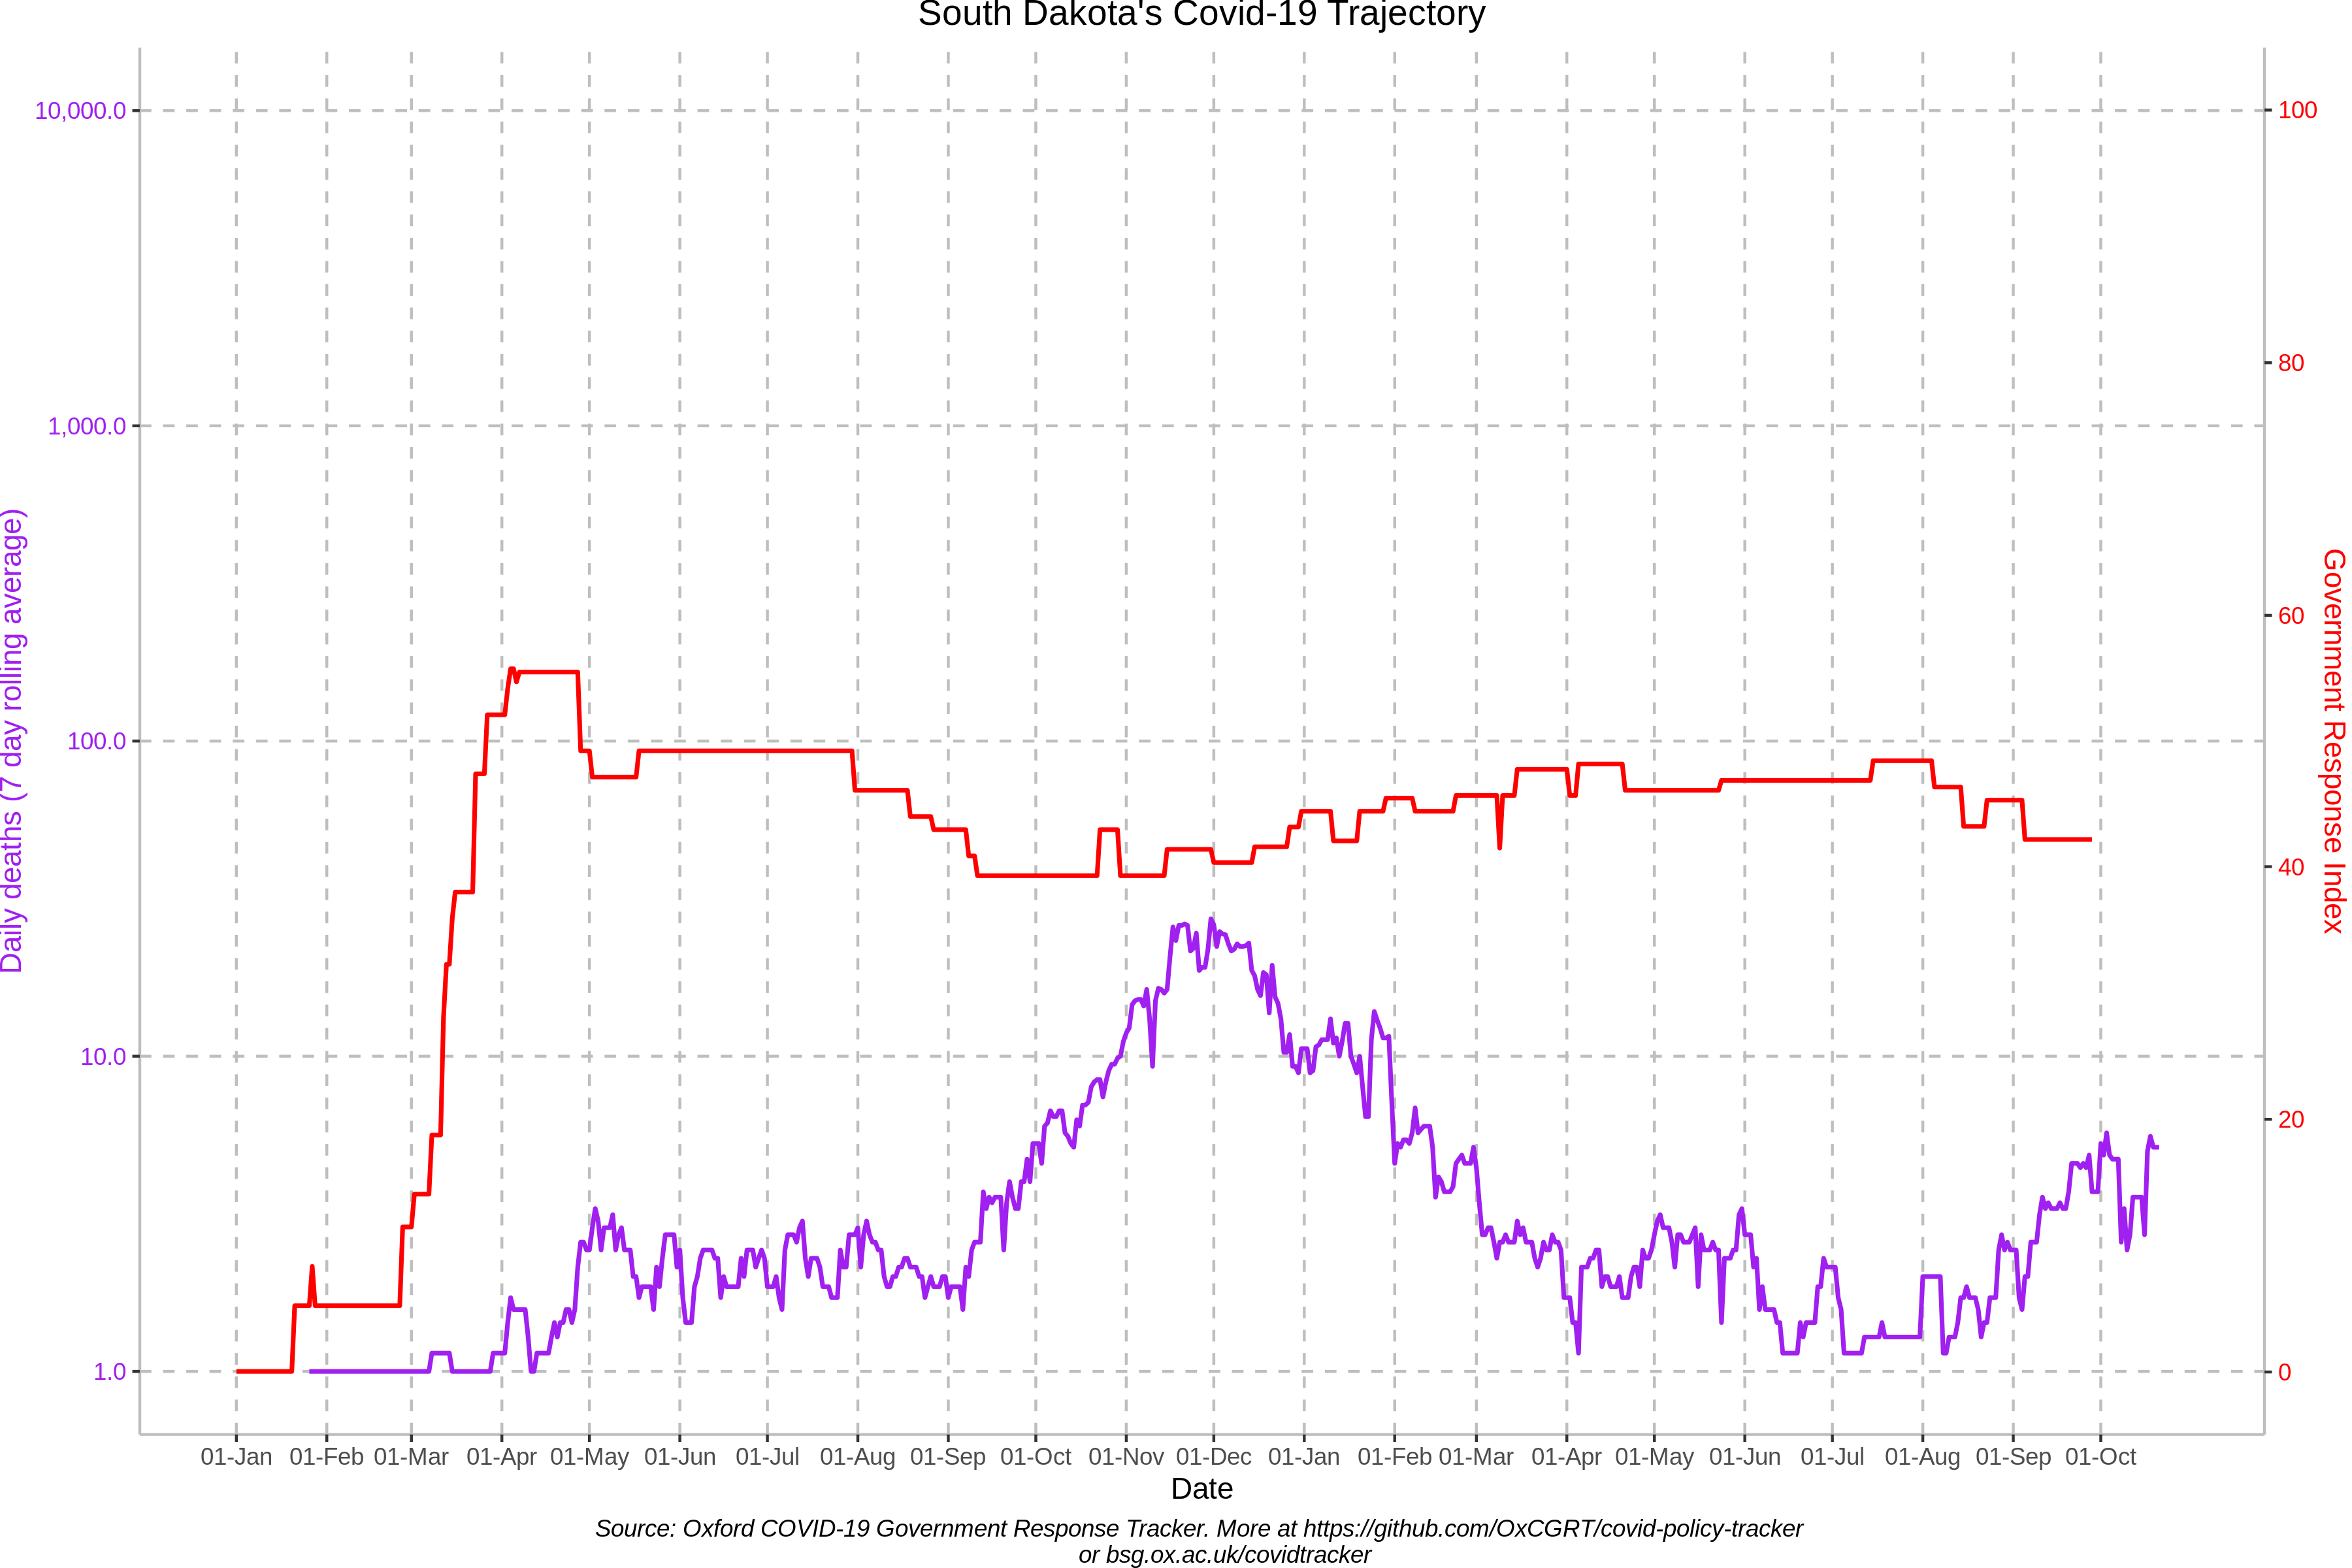 South Dakota's Covid-19 Trajectory
10,000.0
1,000.0
100.0
10.0
1.0
Daily deaths (7 day rolling average)
100
80
60
40
20
0
Government Response Index
01-Jan 01-Feb 01-Mar 01-Apr 01-May 01-Jun 01-Jul 01-Aug 01-Sep 01-Oct 01-Nov 01-Dec 01-Jan 01-Feb 01-Mar 01-Apr 01-May 01-Jun 01-Jul 01-Aug 01-Sep 01-Oct
Date
Source: Oxford COVID-19 Government Response Tracker. More at https://github.com/OxCGRT/covid-policy-tracker
or bsg.ox.ac.uk/covidtracker